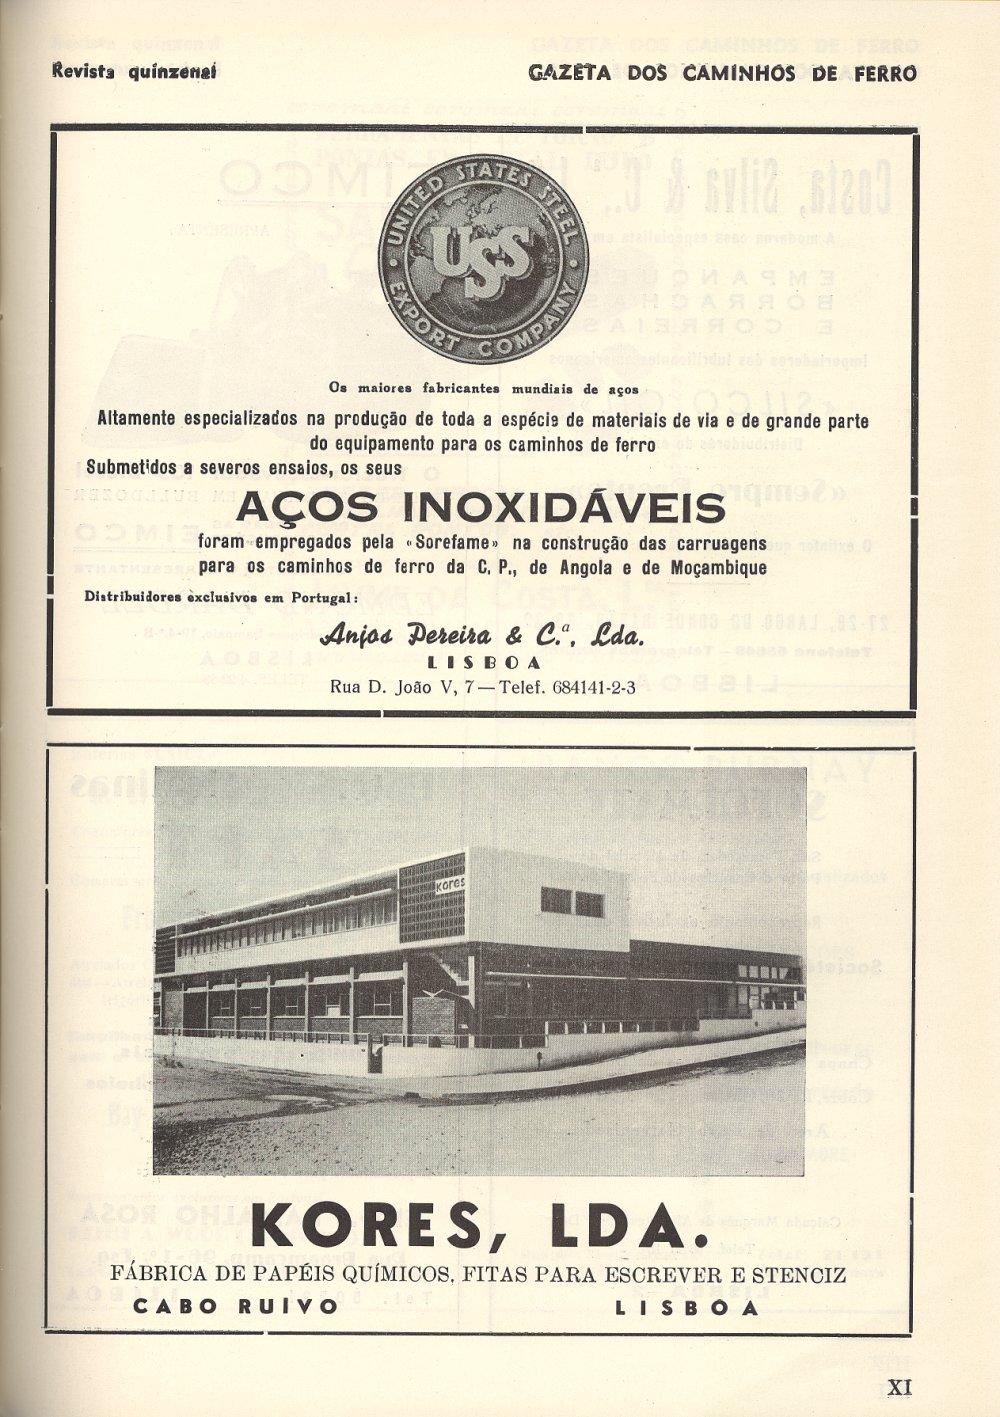 Revista quinzenal
GAZETA DOS CAMINHOS DE FERRO
UNITED STATES STEEL
USS
EXPORT COMPANY
Os maiores fabricantes mundiais de aços
Altamente especializados na produção de toda a espécie de materiais de via e de grande parte
do equipamento para os caminhos de ferro
Submetidos a severos ensaios, os seus
AÇOS INOXIDÁVEIS
foram empregados pela «Sorefame» na construção das carruagens
para os caminhos de ferro da C. P., de Angola e de Moçambique
Distribuidores exclusivos em Portugal:
Anjos Pereira & C.ª, Lda.
LISBOA
Rua D. João V, 7 — Telef. 684141-2-3
kores
KORES, LDA.
FÁBRICA DE PAPÉIS QUÍMICOS, FITAS PARA ESCREVER E STENCIZ
CABO RUIVO LISBOA
XI